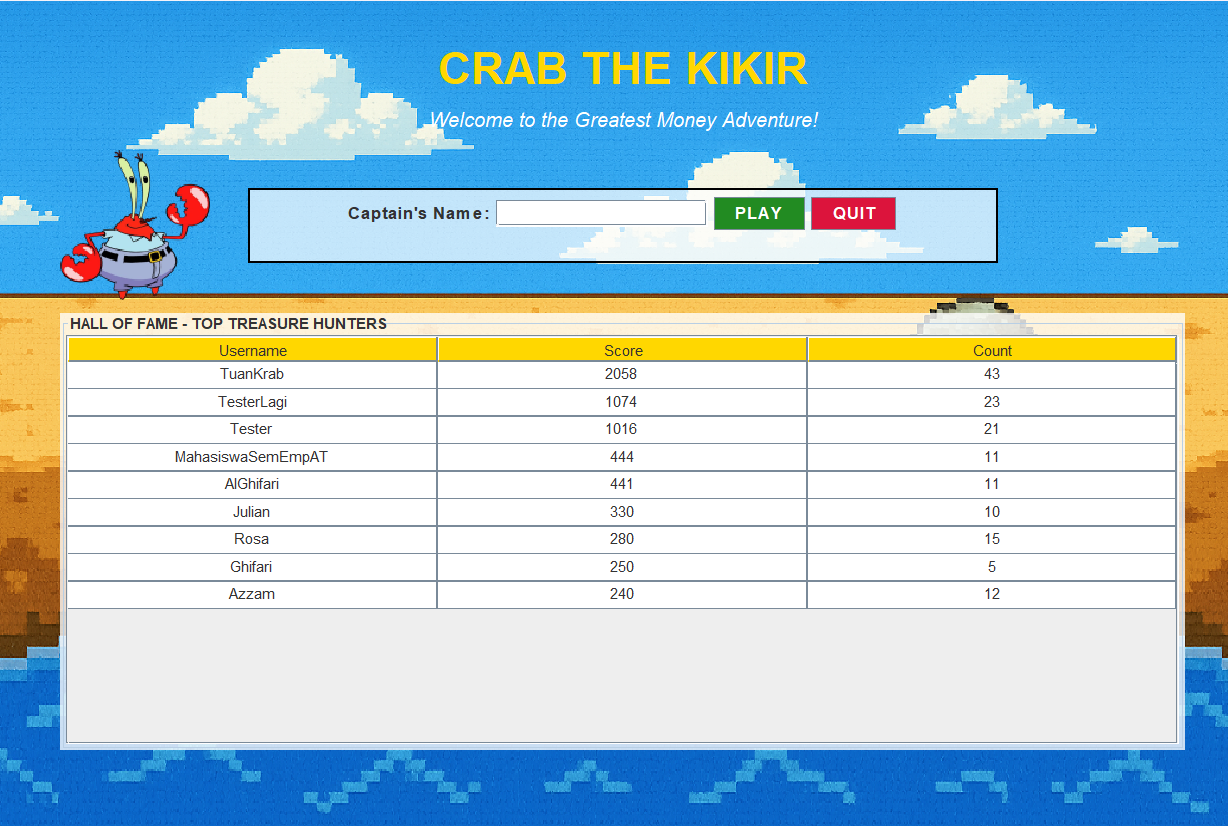 CRAB THE KIKIR
Welcome to the Greatest Money Adventure!
Captain's Name: PLAY QUIT
HALL OF FAME - TOP TREASURE HUNTERS
Username Score Count
TuanKrab 2058 43
TesterLagi 1074 23
Tester 1016 21
MahasiswaSemEmpAT 444 11
AlGhifari 441 11
Julian 330 10
Rosa 280 15
Ghifari 250 5
Azzam 240 12